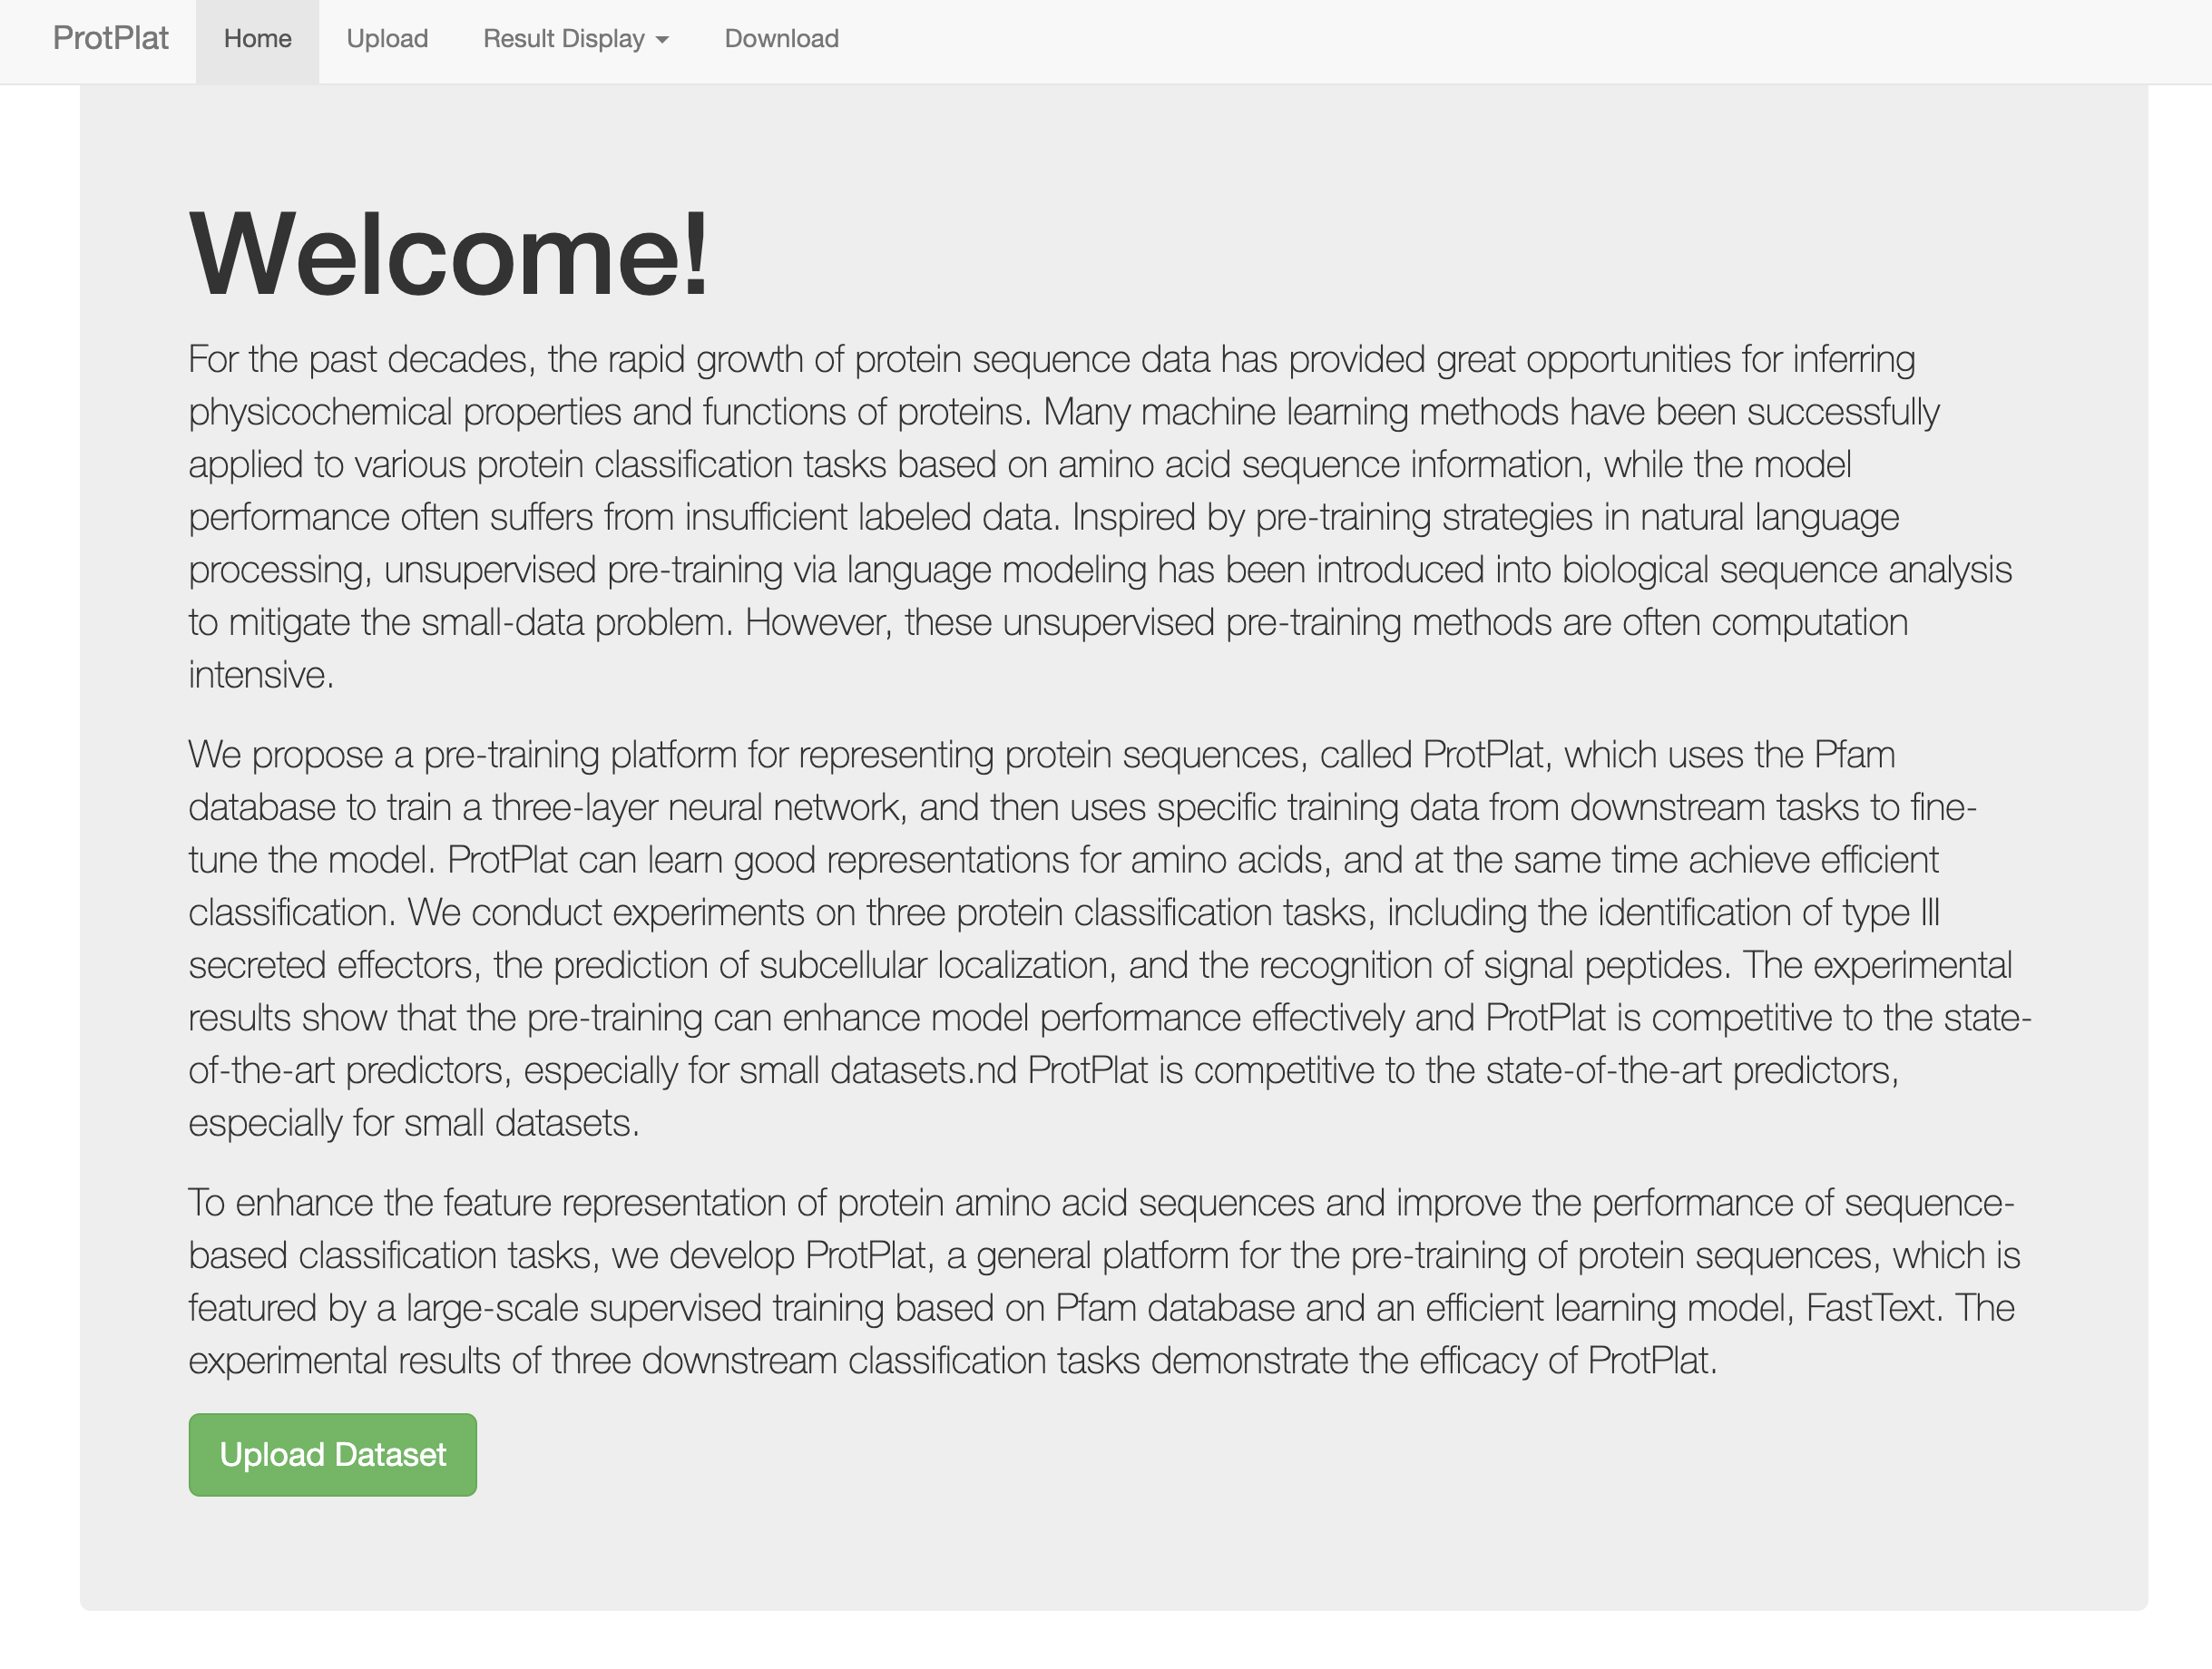 ProtPlat Home Upload Result Display Download
Welcome!
For the past decades, the rapid growth of protein sequence data has provided great opportunities for inferring
physicochemical properties and functions of proteins. Many machine learning methods have been successfully
applied to various protein classification tasks based on amino acid sequence information, while the model
performance often suffers from insufficient labeled data. Inspired by pre-training strategies in natural language
processing, unsupervised pre-training via language modeling has been introduced into biological sequence analysis
to mitigate the small-data problem. However, these unsupervised pre-training methods are often computation
intensive.
We propose a pre-training platform for representing protein sequences, called ProtPlat, which uses the Pfam
database to train a three-layer neural network, and then uses specific training data from downstream tasks to fine-
tune the model. ProtPlat can learn good representations for amino acids, and at the same time achieve efficient
classification. We conduct experiments on three protein classification tasks, including the identification of type III
secreted effectors, the prediction of subcellular localization, and the recognition of signal peptides. The experimental
results show that the pre-training can enhance model performance effectively and ProtPlat is competitive to the state-
of-the-art predictors, especially for small datasets.nd ProtPlat is competitive to the state-of-the-art predictors,
especially for small datasets.
To enhance the feature representation of protein amino acid sequences and improve the performance of sequence-
based classification tasks, we develop ProtPlat, a general platform for the pre-training of protein sequences, which is
featured by a large-scale supervised training based on Pfam database and an efficient learning model, FastText. The
experimental results of three downstream classification tasks demonstrate the efficacy of ProtPlat.
Upload Dataset